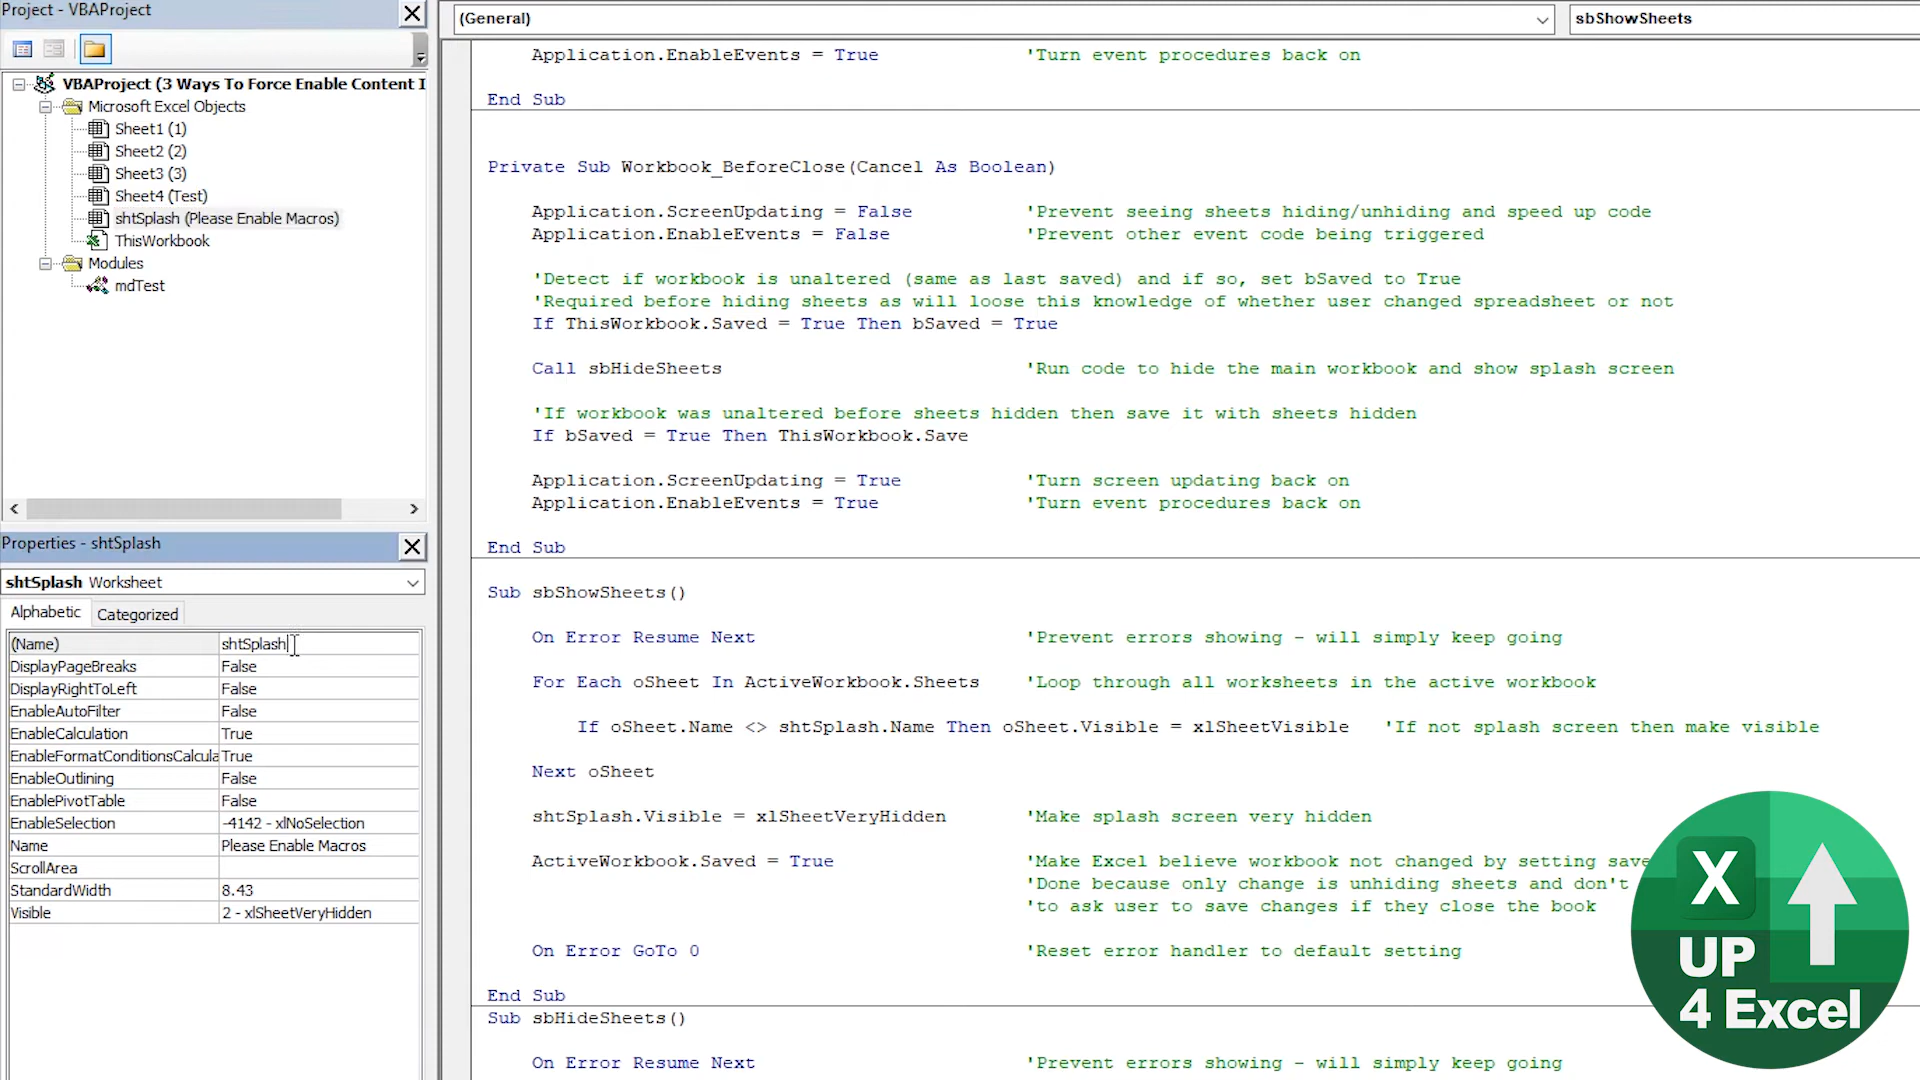 Project - VBAProject
VBAProject (3 Ways To Force Enable Content I
Microsoft Excel Objects
Sheet1 (1)
Sheet2 (2)
Sheet3 (3)
Sheet4 (Test)
shtSplash (Please Enable Macros)
ThisWorkbook
Modules
mdTest
Properties - shtSplash
shtSplash Worksheet
Alphabetic Categorized
(Name) shtSplash
DisplayPageBreaks False
DisplayRightToLeft False
EnableAutoFilter False
EnableCalculation True
EnableFormatConditionsCalcula True
EnableOutlining False
EnablePivotTable False
EnableSelection -4142 - xlNoSelection
Name Please Enable Macros
ScrollArea
StandardWidth 8.43
Visible 2 - xlSheetVeryHidden
(General) sbShowSheets
Application.EnableEvents = True 'Turn event procedures back on
End Sub
Private Sub Workbook_BeforeClose(Cancel As Boolean)
Application.ScreenUpdating = False 'Prevent seeing sheets hiding/unhiding and speed up code
Application.EnableEvents = False 'Prevent other event code being triggered
'Detect if workbook is unaltered (same as last saved) and if so, set bSaved to True
'Required before hiding sheets as will loose this knowledge of whether user changed spreadsheet or not
If ThisWorkbook.Saved = True Then bSaved = True
Call sbHideSheets 'Run code to hide the main workbook and show splash screen
'If workbook was unaltered before sheets hidden then save it with sheets hidden
If bSaved = True Then ThisWorkbook.Save
Application.ScreenUpdating = True 'Turn screen updating back on
Application.EnableEvents = True 'Turn event procedures back on
End Sub
Sub sbShowSheets()
On Error Resume Next 'Prevent errors showing - will simply keep going
For Each oSheet In ActiveWorkbook.Sheets 'Loop through all worksheets in the active workbook
If oSheet.Name <> shtSplash.Name Then oSheet.Visible = xlSheetVisible 'If not splash screen then make visible
Next oSheet
shtSplash.Visible = xlSheetVeryHidden 'Make splash screen very hidden
ActiveWorkbook.Saved = True 'Make Excel believe workbook not changed by setting save
'Done because only change is unhiding sheets and don't
'to ask user to save changes if they close the book
On Error GoTo 0 'Reset error handler to default setting
End Sub
Sub sbHideSheets()
On Error Resume Next 'Prevent errors showing - will simply keep going
X
UP
4 Excel